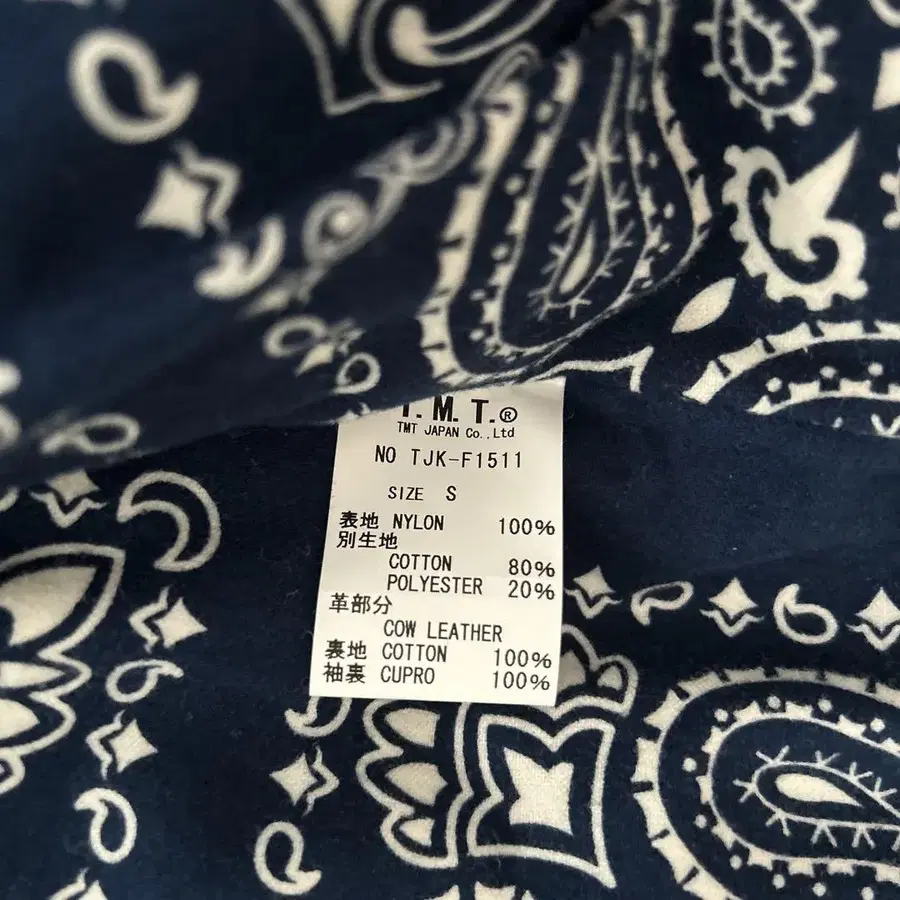 T. M. T.®
TMT JAPAN Co.,Ltd
NO TJK-F1511
SIZE S
表地 NYLON 100%
別生地
COTTON 80%
POLYESTER 20%
革部分
COW LEATHER
裏地 COTTON 100%
袖裏 CUPRO 100%